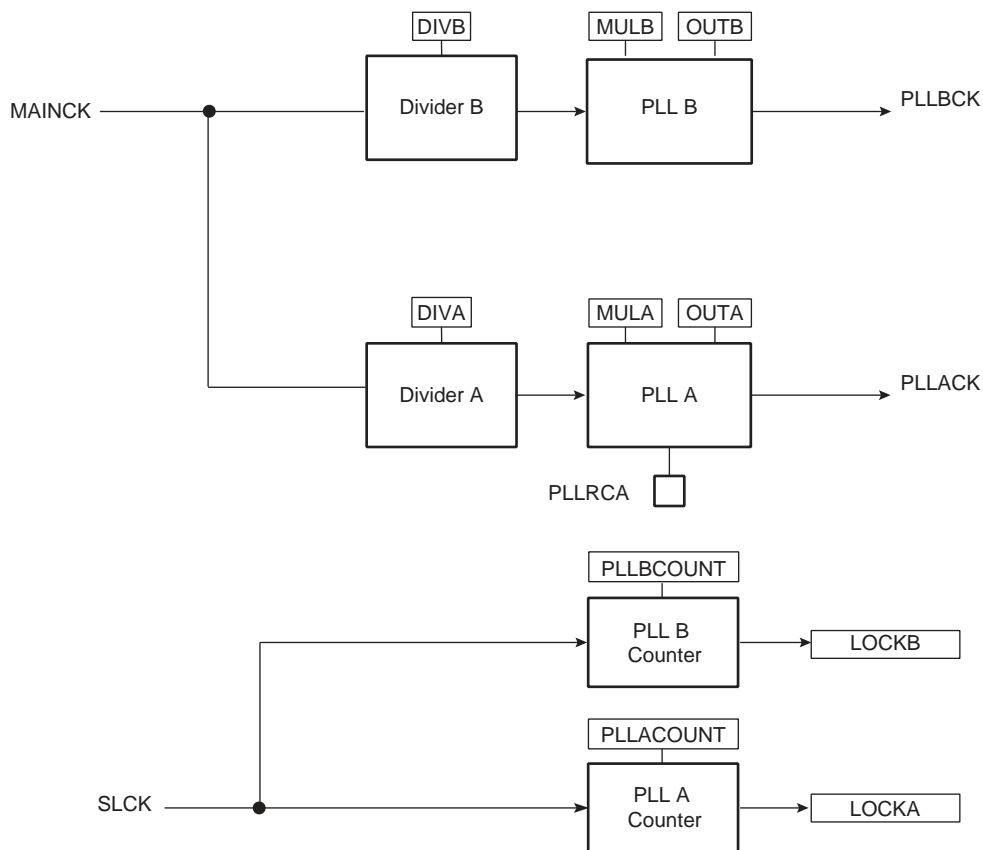 DIVB
MULB
OUTB
MAINCK
Divider B
PLL B
PLLBCK
DIVA
MULA
OUTA
Divider A
PLL A
PLLACK
PLLRCA
PLLBCOUNT
PLL B
Counter
LOCKB
PLLACOUNT
SLCK
PLL A
Counter
LOCKA